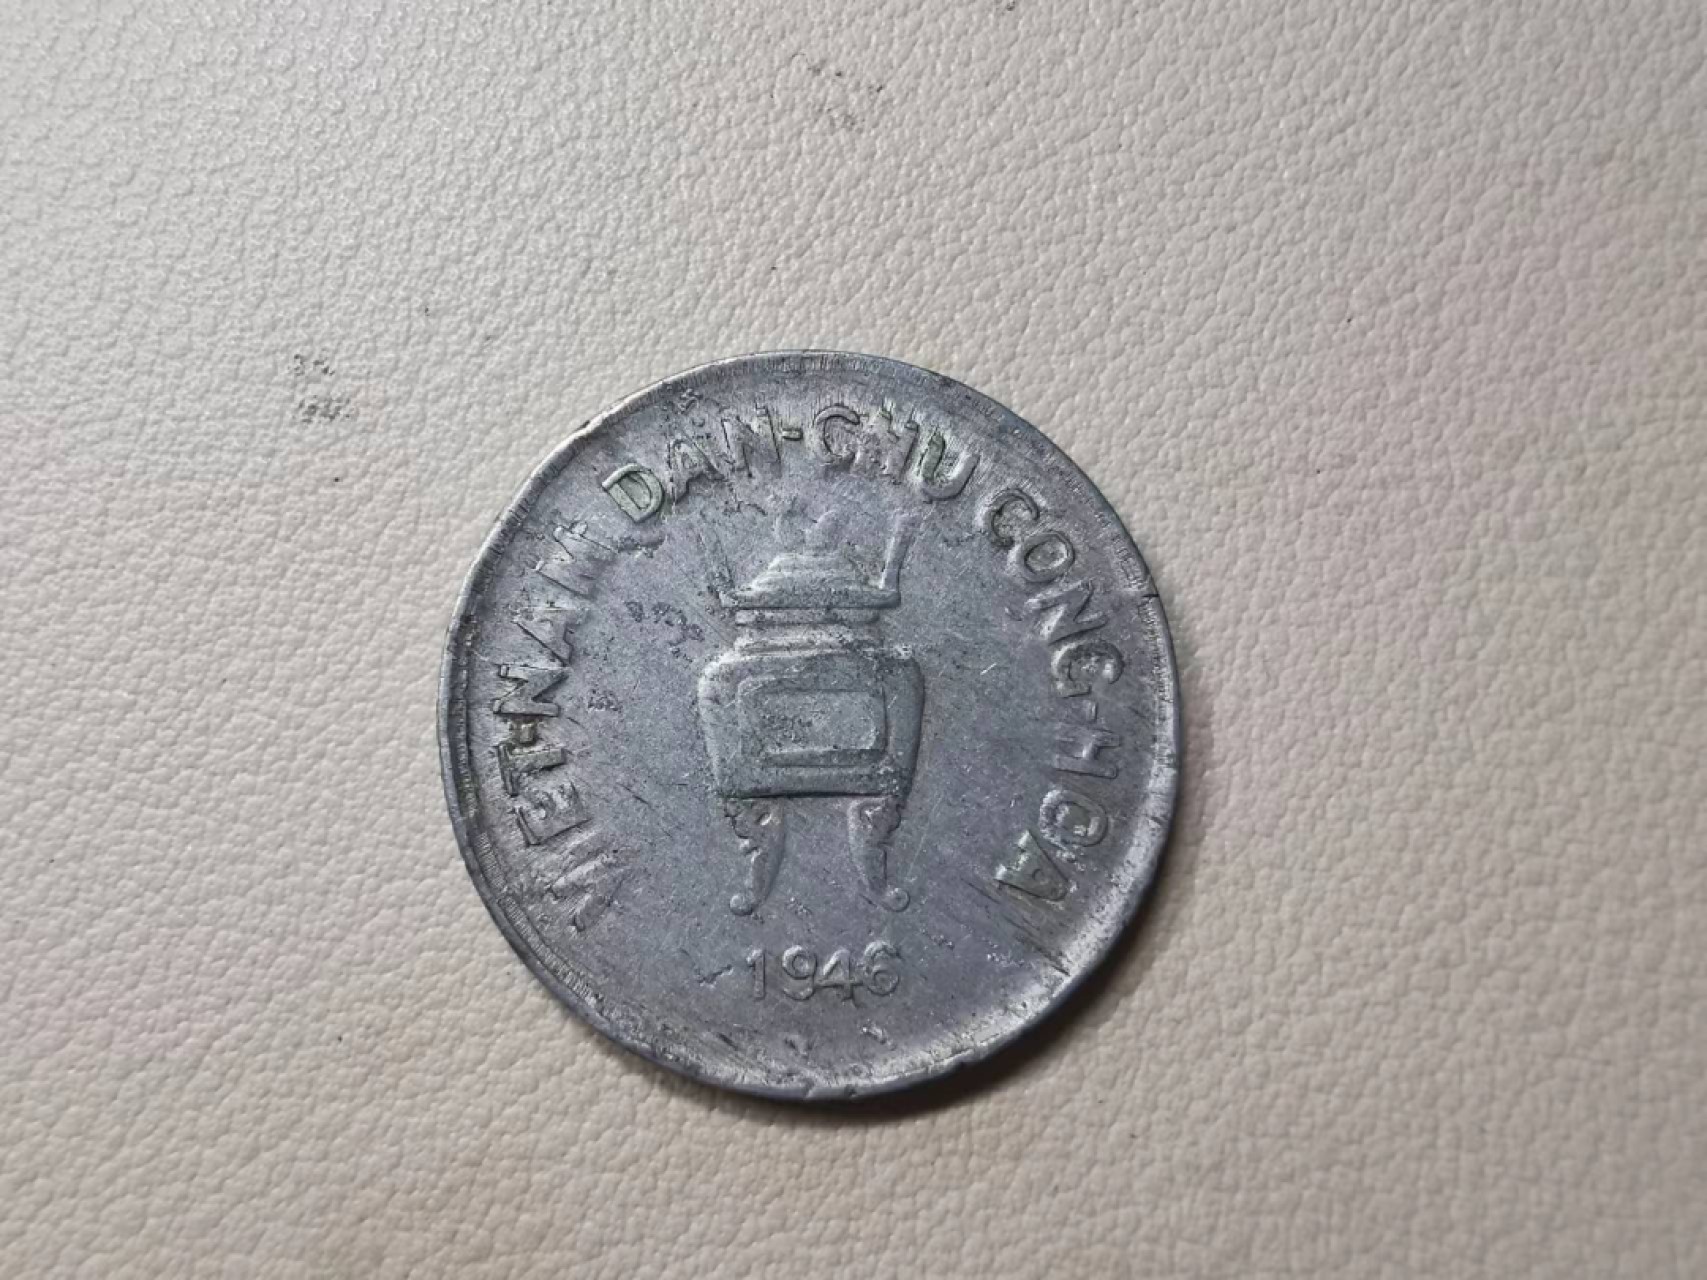 VIET-NAM DAN-CHU CONG-HOA
1946